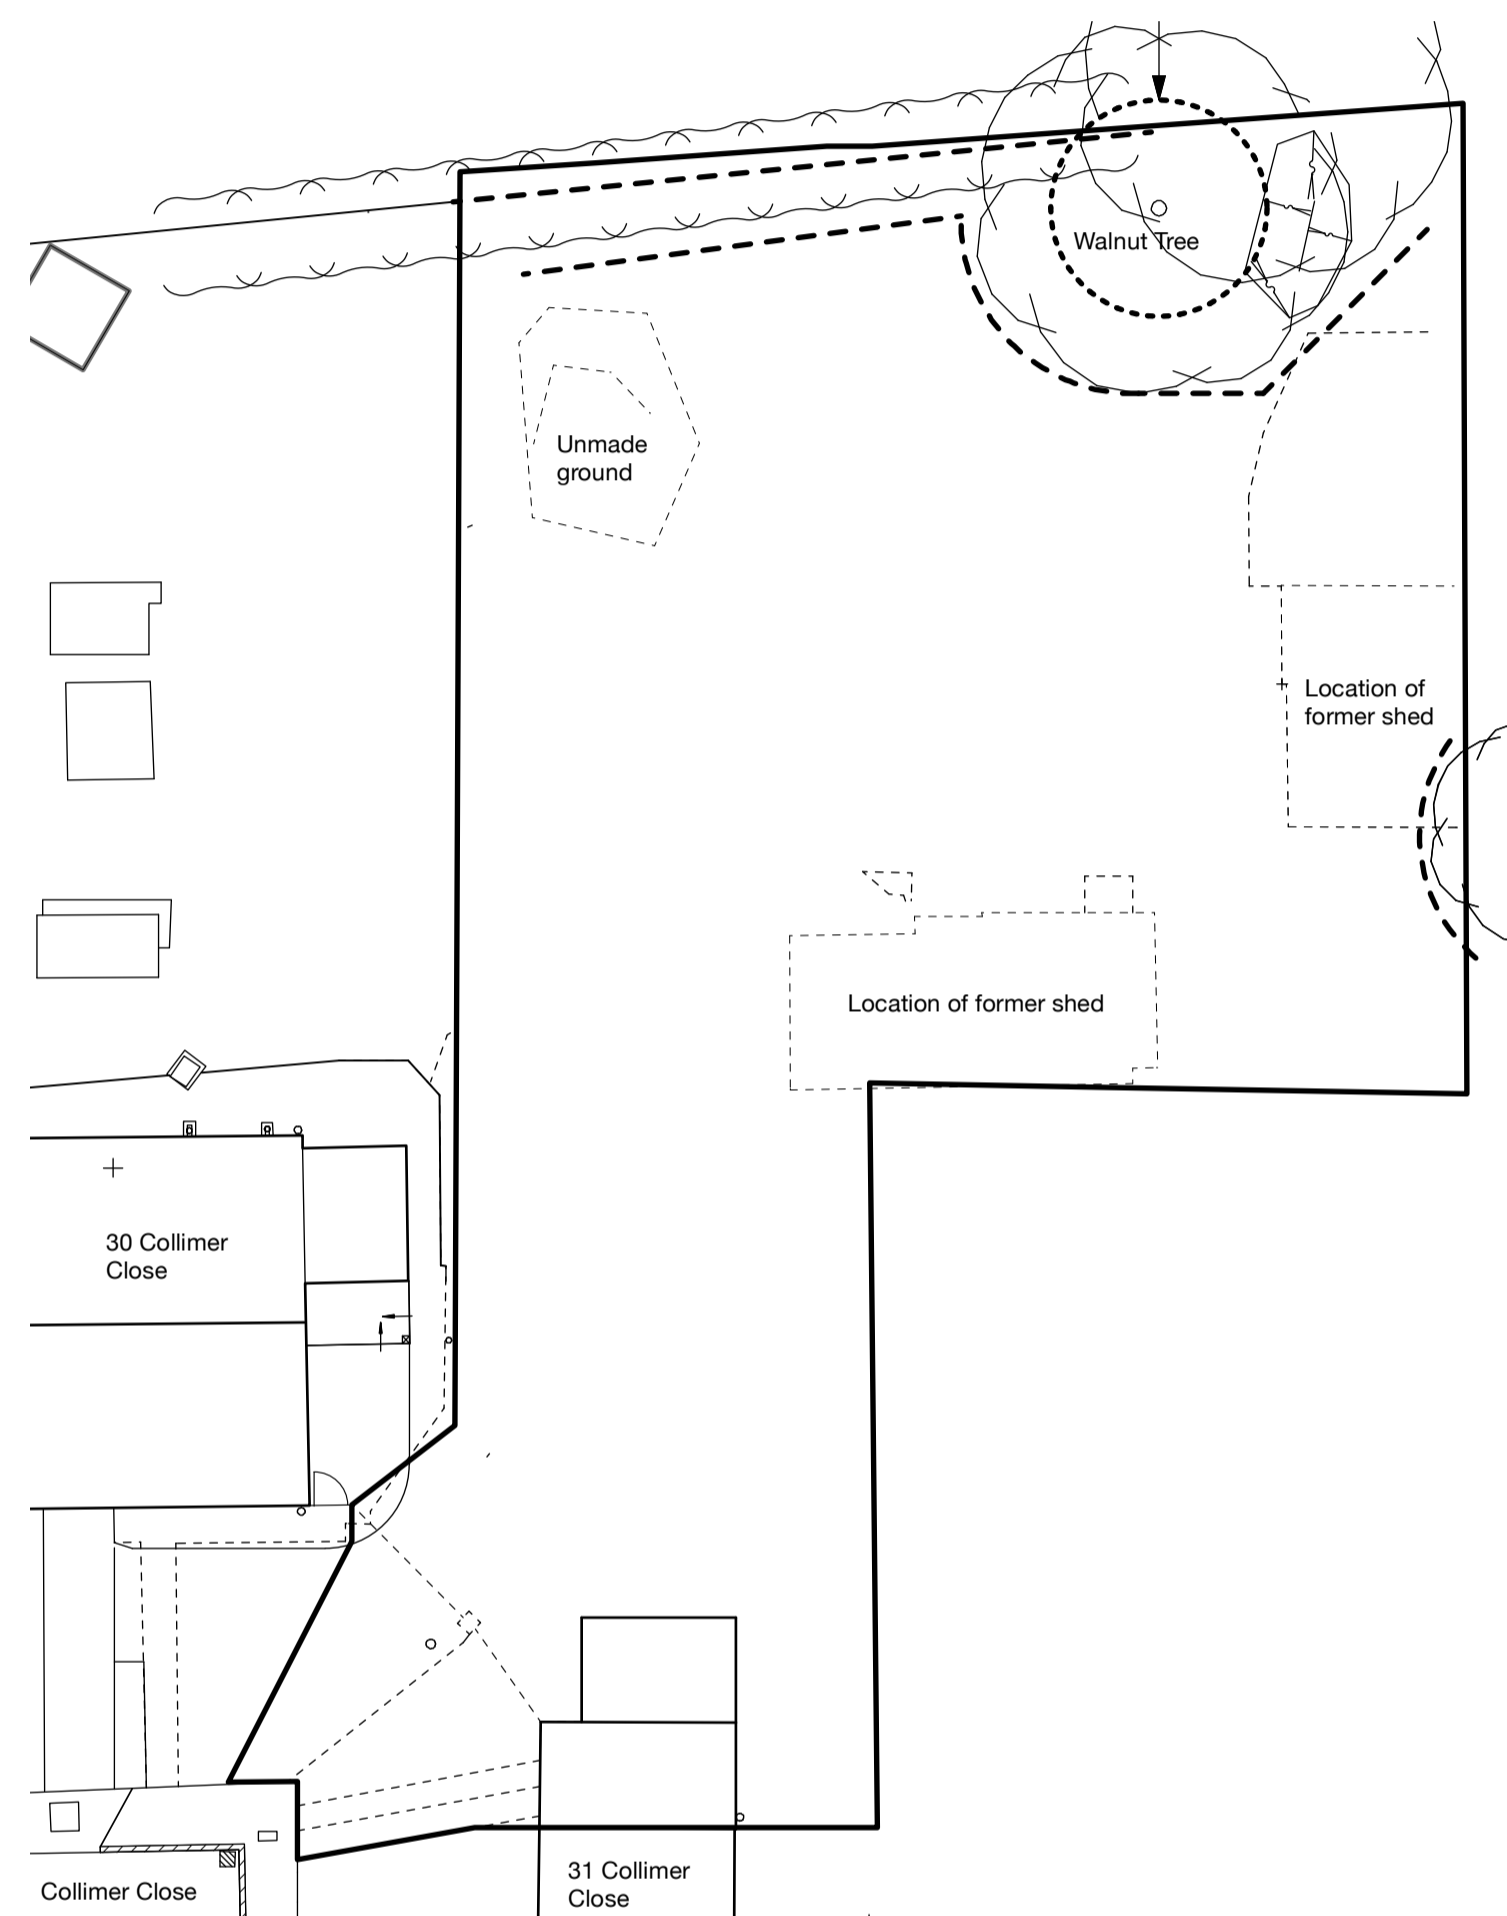 Walnut Tree
Unmade
ground
Location of
former shed
Location of former shed
30 Collimer
Close
31 Collimer
Close
Collimer Close